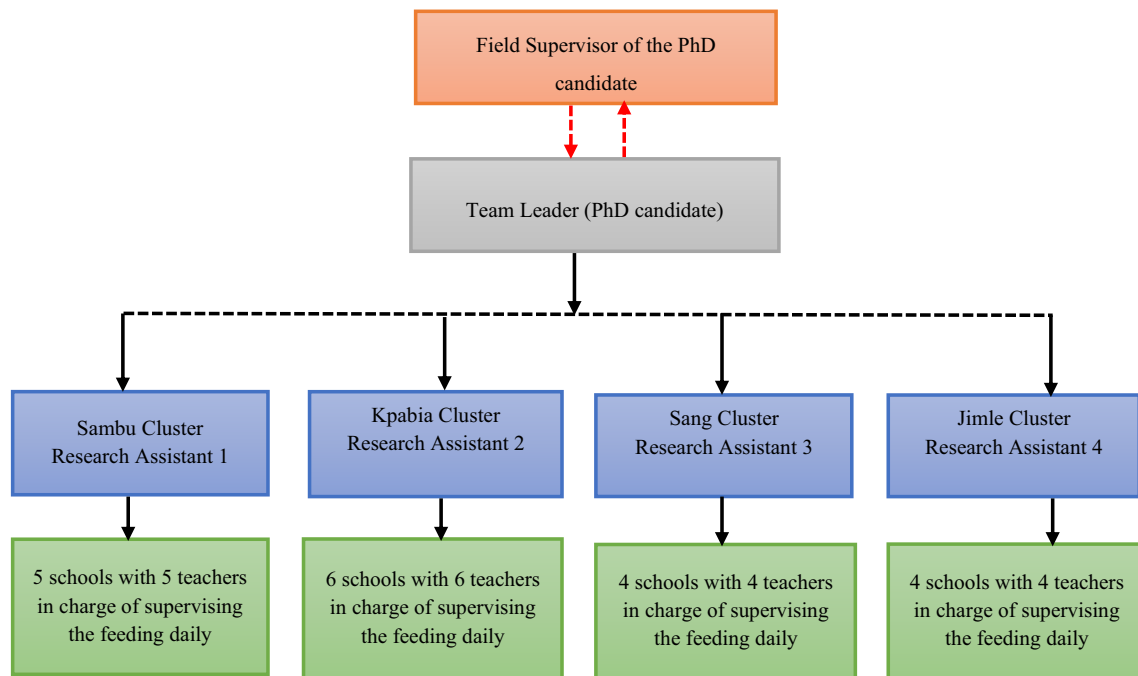 Field Supervisor of the PhD
candidate
Team Leader (PhD candidate)
Sambu Cluster
Research Assistant 1
Kpabia Cluster
Research Assistant 2
Sang Cluster
Research Assistant 3
Jimle Cluster
Research Assistant 4
5 schools with 5 teachers
in charge of supervising
the feeding daily
6 schools with 6 teachers
in charge of supervising
the feeding daily
4 schools with 4 teachers
in charge of supervising
the feeding daily
4 schools with 4 teachers
in charge of supervising
the feeding daily